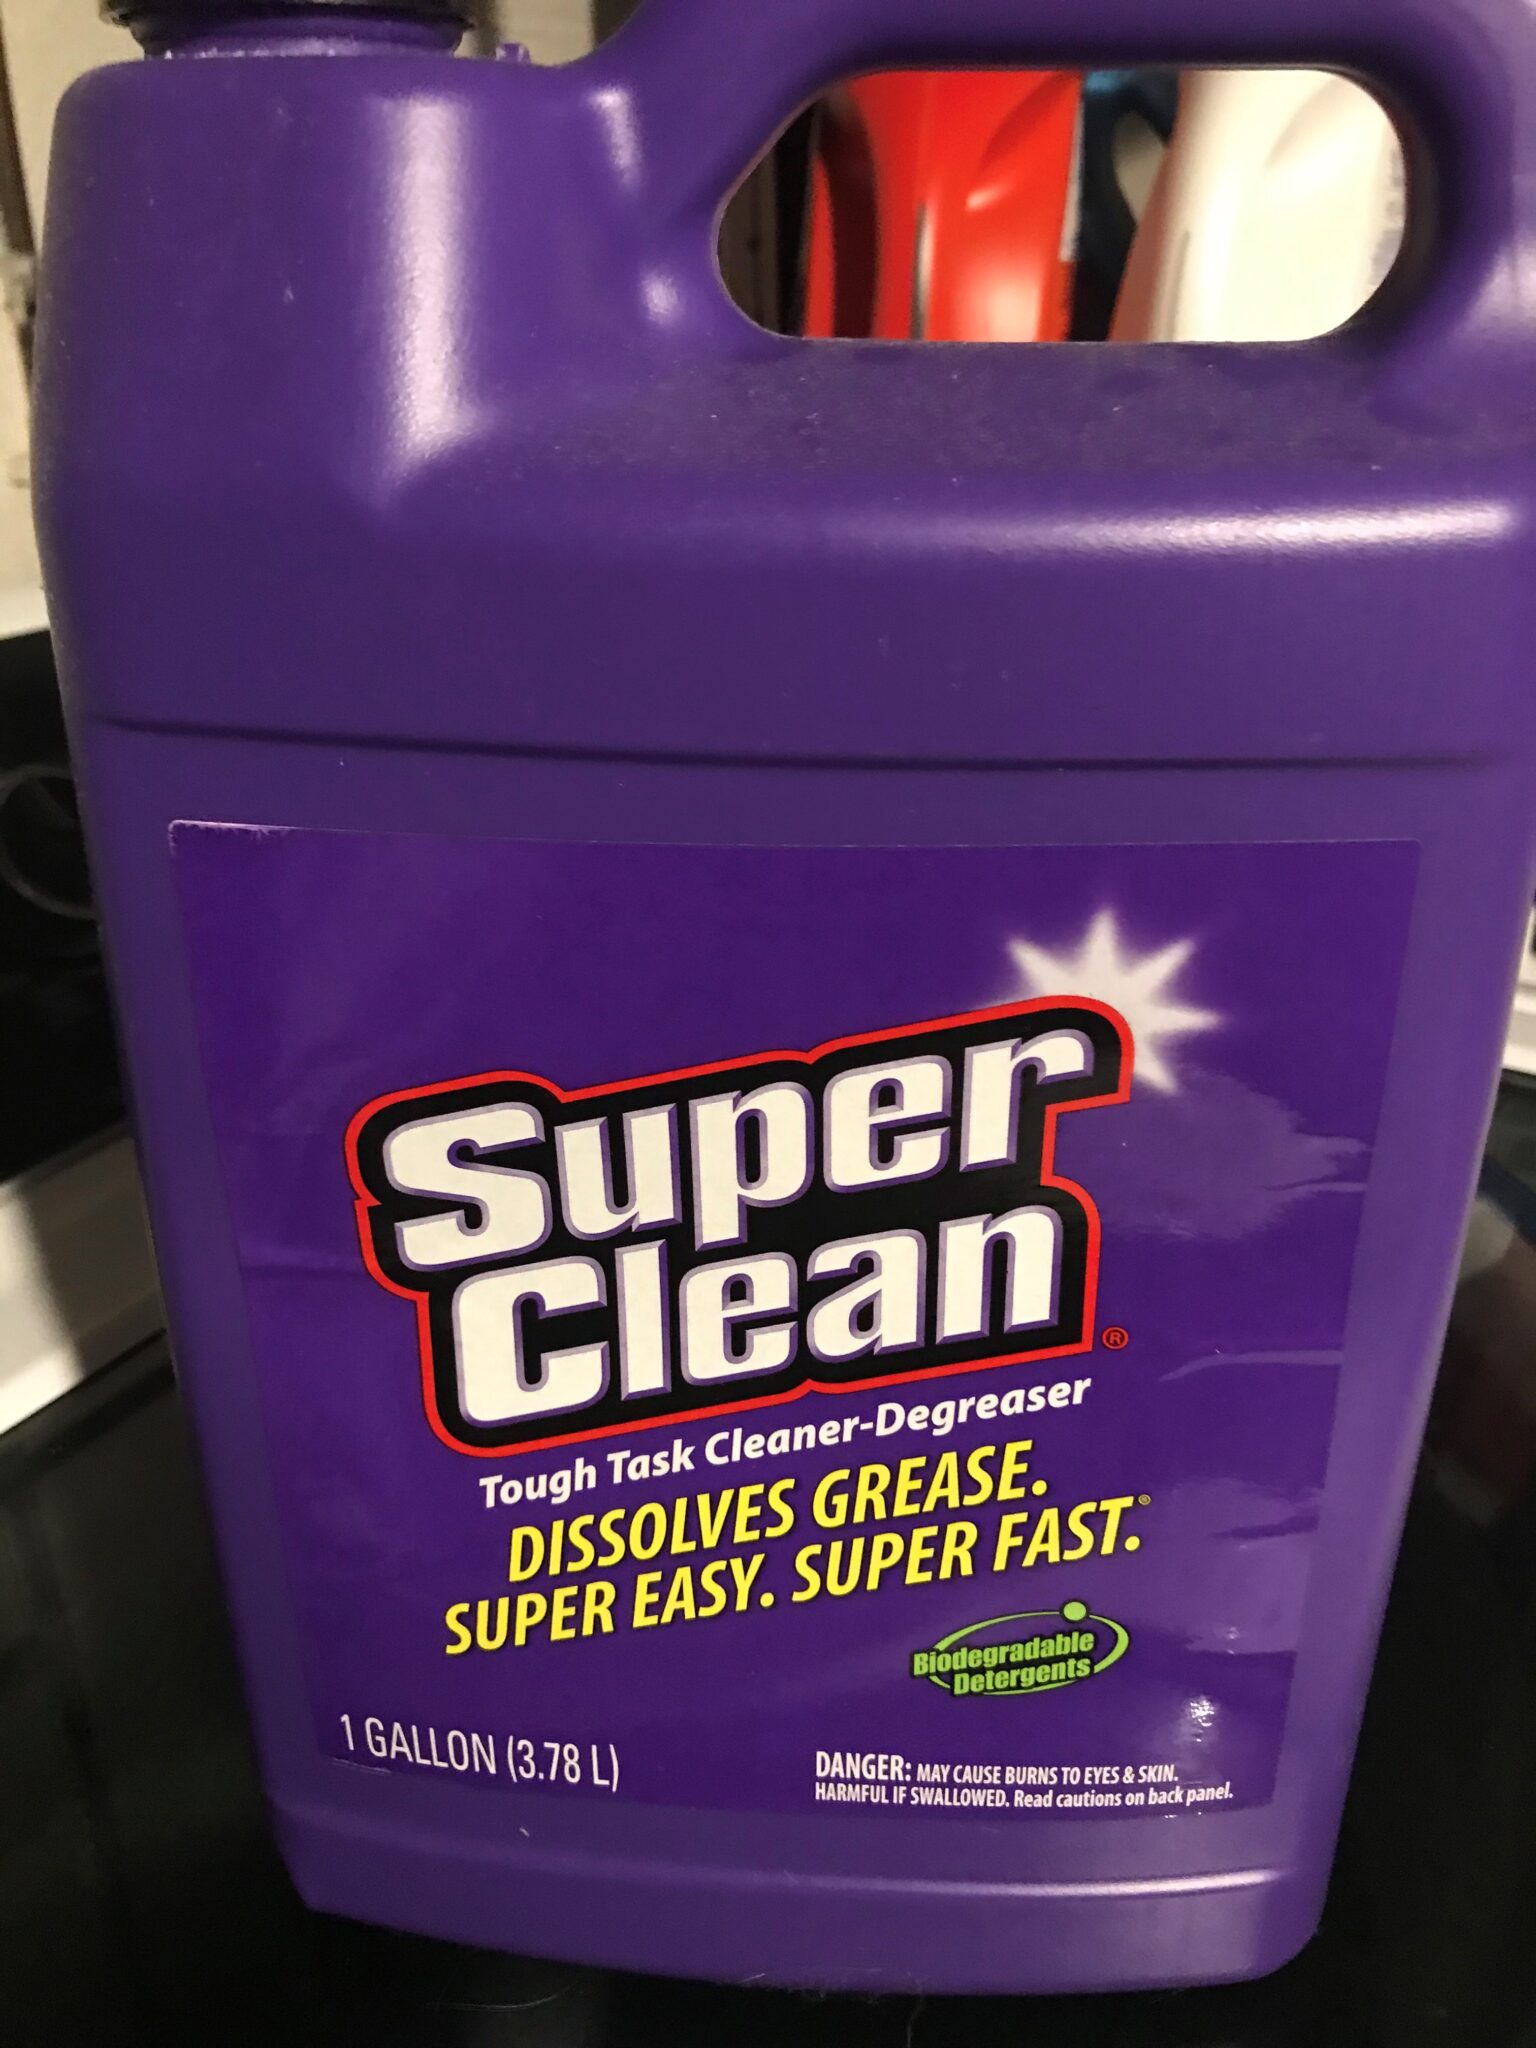 Super
Clean®
Tough Task Cleaner-Degreaser
DISSOLVES GREASE.
SUPER EASY. SUPER FAST.®
Biodegradable
Detergents
1 GALLON (3.78 L)
DANGER: MAY CAUSE BURNS TO EYES & SKIN.
HARMFUL IF SWALLOWED. Read cautions on back panel.